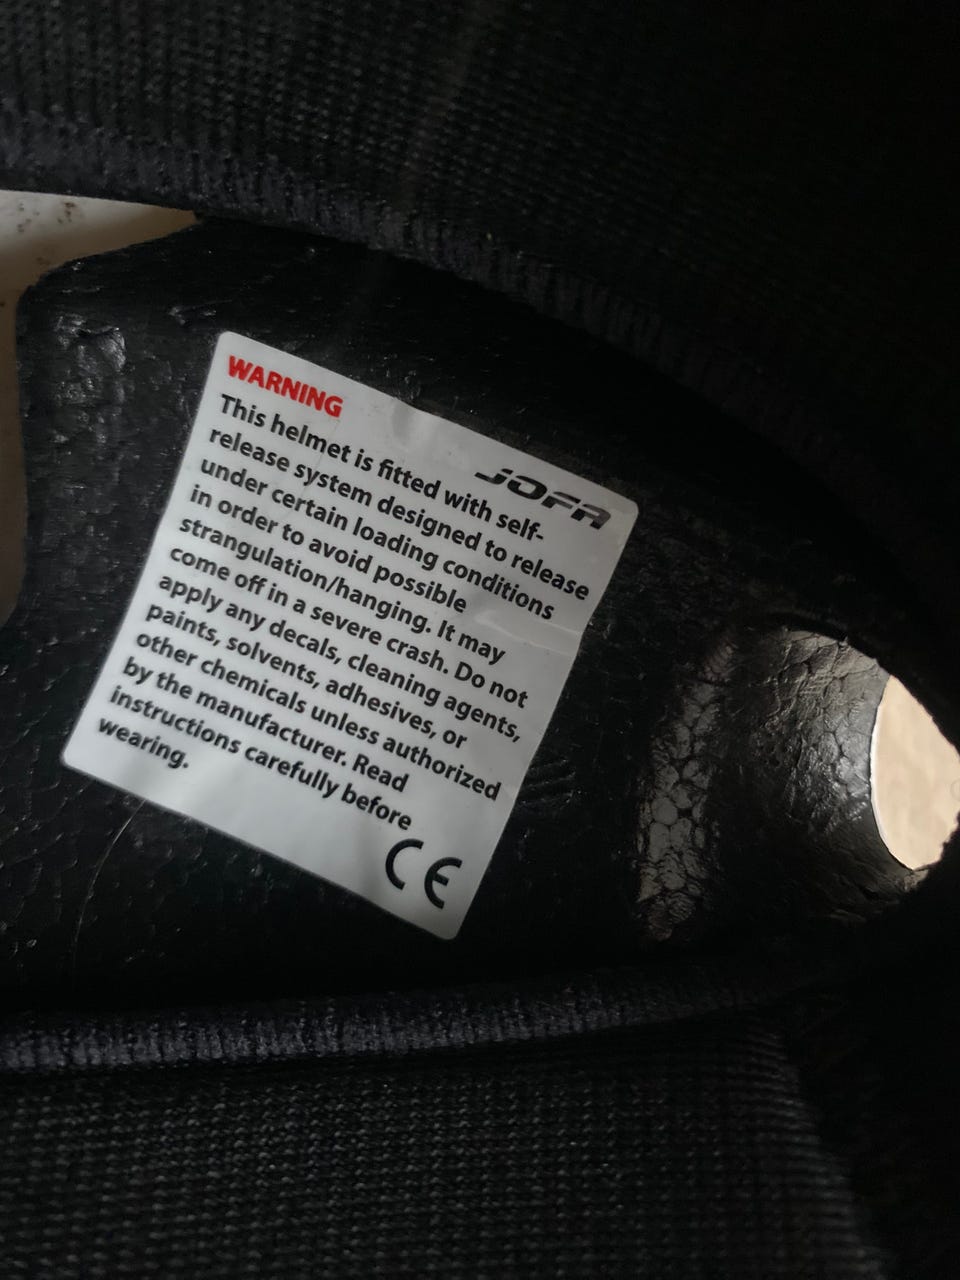 WARNING
JOFA
This helmet is fitted with self-
release system designed to release
under certain loading conditions
in order to avoid possible
strangulation/hanging. It may
come off in a severe crash. Do not
apply any decals, cleaning agents,
paints, solvents, adhesives, or
other chemicals unless authorized
by the manufacturer. Read
instructions carefully before
wearing.
CE